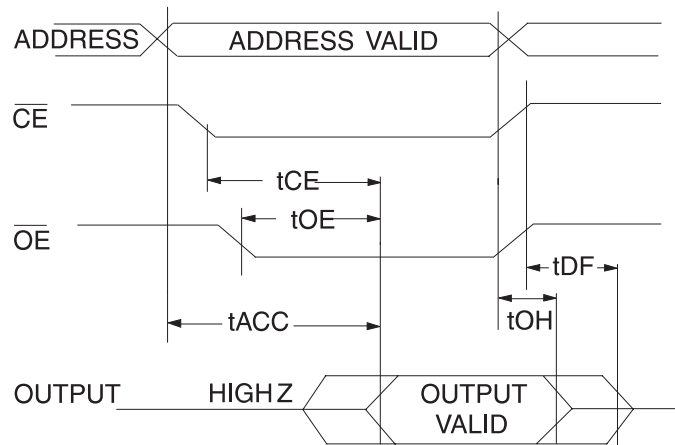 ADDRESS
ADDRESS VALID
CE
tCE
tOE
OE
tDF
tACC
tOH
OUTPUT
HIGH Z
OUTPUT
VALID